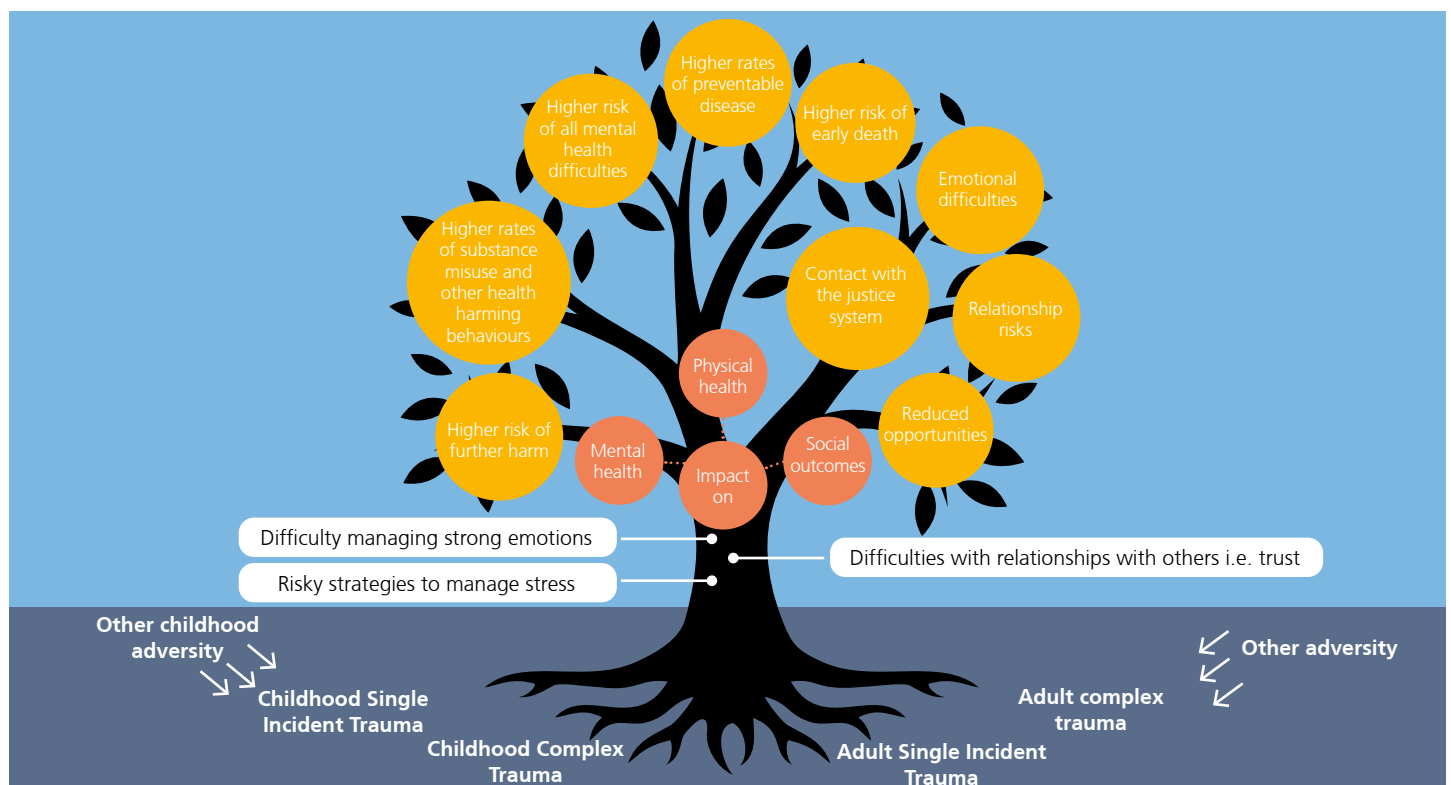 Higher rates
of preventable
disease
Higher risk
of all mental
health
difficulties
Higher risk of
early death
Emotional
difficulties
Higher rates
of substance
misuse and
other health
harming
behaviours
Contact with
the justice
system
Relationship
risks
Physical
health
Higher risk of
further harm
Mental
health
Impact
on
Social
outcomes
Reduced
opportunities
Difficulty managing strong emotions
Difficulties with relationships with others i.e. trust
Risky strategies to manage stress
Other childhood
adversity
Other adversity
Childhood Single
Incident Trauma
Adult complex
trauma
Childhood Complex
Trauma
Adult Single Incident
Trauma